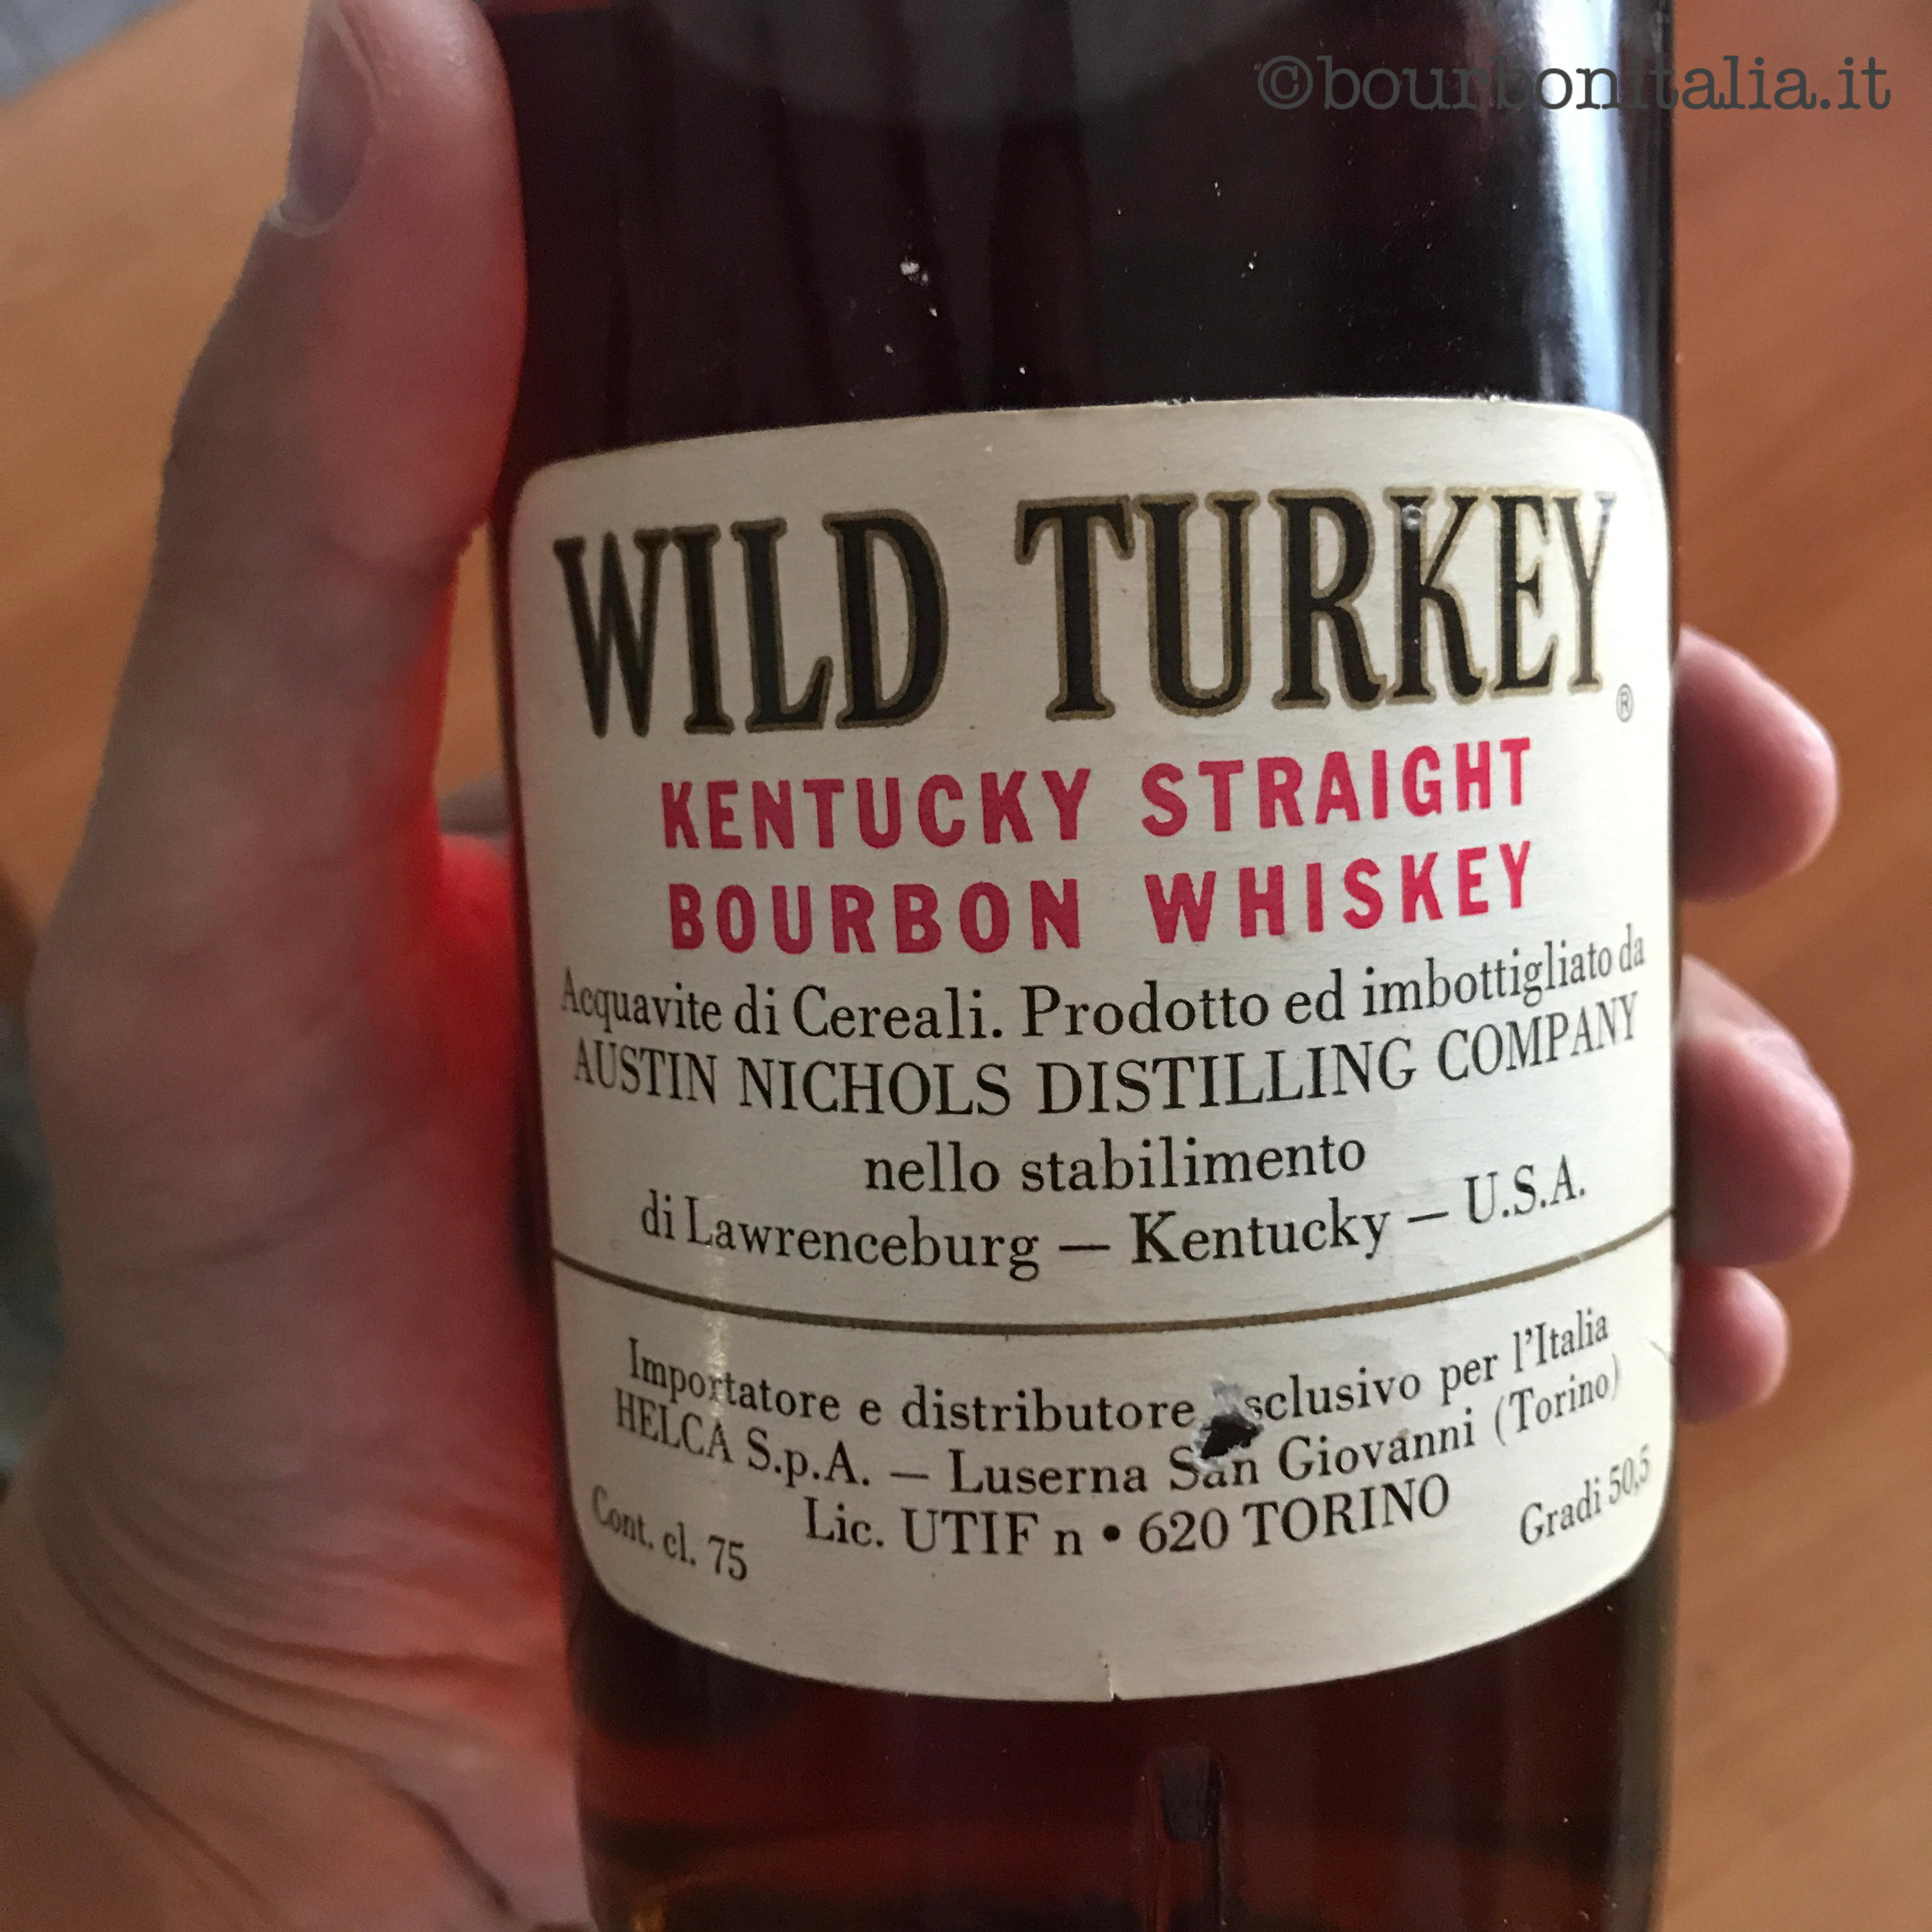 ©bourbonitalia.it
WILD TURKEY®
KENTUCKY STRAIGHT
BOURBON WHISKEY
Acquavite di Cereali. Prodotto ed imbottigliato da
AUSTIN NICHOLS DISTILLING COMPANY
nello stabilimento
di Lawrenceburg — Kentucky — U.S.A.
Importatore e distributore sclusivo per l'Italia
HELCA S.p.A. — Luserna San Giovanni (Torino)
Lic. UTIF n • 620 TORINO
Cont. cl. 75
Gradi 50,5